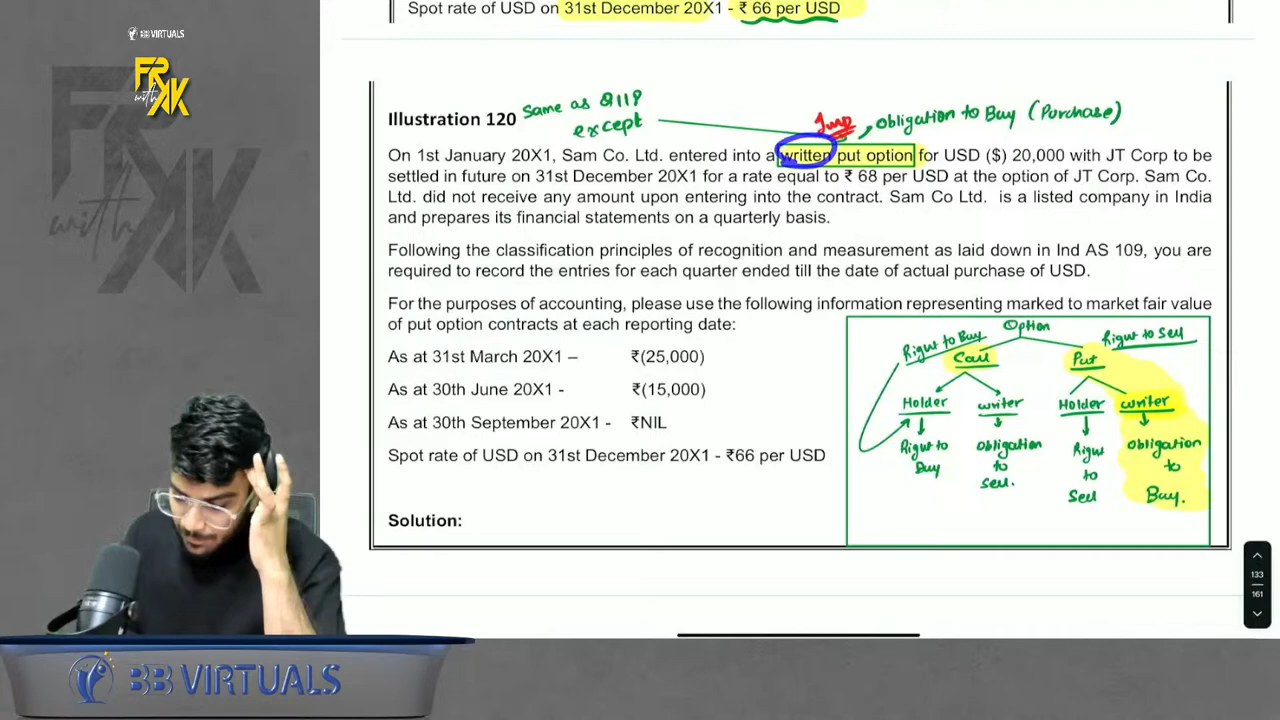 Spot rate of USD on 31st December 20X1 - ₹ 66 per USD
BB VIRTUALS
FR
with
AK
FR
with
AK
Illustration 120
Same as Q119
except
Imp
obligation to Buy (Purchase)
On 1st January 20X1, Sam Co. Ltd. entered into a written put option for USD ($) 20,000 with JT Corp to be
settled in future on 31st December 20X1 for a rate equal to ₹ 68 per USD at the option of JT Corp. Sam Co.
Ltd. did not receive any amount upon entering into the contract. Sam Co Ltd. is a listed company in India
and prepares its financial statements on a quarterly basis.
Following the classification principles of recognition and measurement as laid down in Ind AS 109, you are
required to record the entries for each quarter ended till the date of actual purchase of USD.
For the purposes of accounting, please use the following information representing marked to market fair value
of put option contracts at each reporting date:
As at 31st March 20X1 – ₹(25,000)
As at 30th June 20X1 - ₹(15,000)
As at 30th September 20X1 - ₹NIL
Spot rate of USD on 31st December 20X1 - ₹66 per USD
Solution:
Option
Right to Buy
Right to Sell
Call
Put
Holder
writer
Holder
writer
Right to
Buy
obligation
to
sell.
Right
to
Sell
obligation
to
Buy.
133
161
BB VIRTUALS